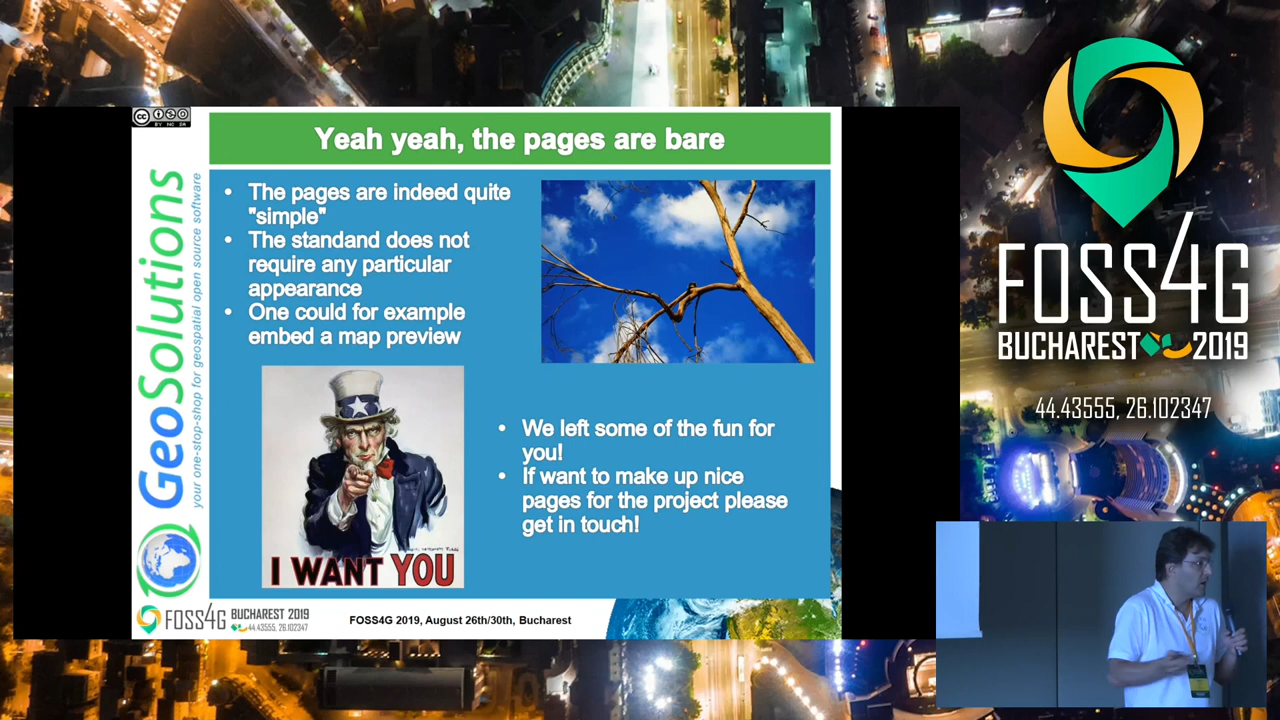 Yeah yeah, the pages are bare
• The pages are indeed quite
"simple"
• The standand does not
require any particular
appearance
• One could for example
embed a map preview
I WANT YOU
• We left some of the fun for
you!
• If want to make up nice
pages for the project please
get in touch!
GeoSolutions
your one-stop-shop for geospatial open source software
cc
BY NC SA
FOSS4G BUCHAREST 2019
44.43555, 26.102347
FOSS4G 2019, August 26th/30th, Bucharest
FOSS4G
BUCHAREST 2019
44.43555, 26.102347